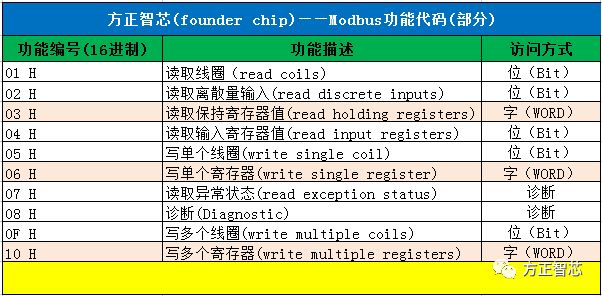 方正智芯(founder chip)——Modbus功能代码(部分)
功能编号(16进制) 功能描述 访问方式
01 H 读取线圈（read coils) 位（Bit）
02 H 读取离散量输入(read discrete inputs) 位（Bit）
03 H 读取保持寄存器值(read holding registers) 字（WORD）
04 H 读取输入寄存器值(read input registers) 位（Bit）
05 H 写单个线圈(write single coil) 位（Bit）
06 H 写单个寄存器(write single register) 字（WORD）
07 H 读取异常状态(read exception status) 诊断
08 H 诊断(Diagnostic) 诊断
0F H 写多个线圈(write multiple coils) 位（Bit）
10 H 写多个寄存器(write multiple registers) 字（WORD）
方正智芯